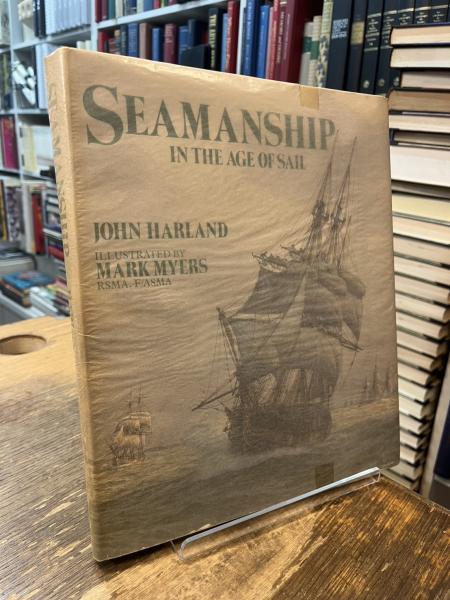 SEAMANSHIP
IN THE AGE OF SAIL
JOHN HARLAND
ILLUSTRATED BY
MARK MYERS
RSMA, F/ASMA